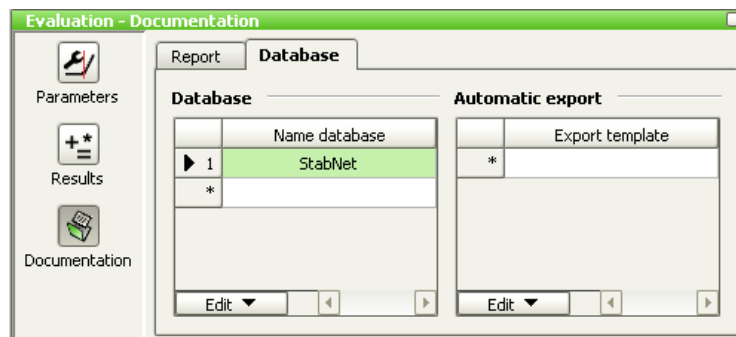 Evaluation - Documentation
Parameters
Results
Documentation
Report
Database
Database
Name database
1
StabNet
*
Edit
Automatic export
Export template
*
Edit